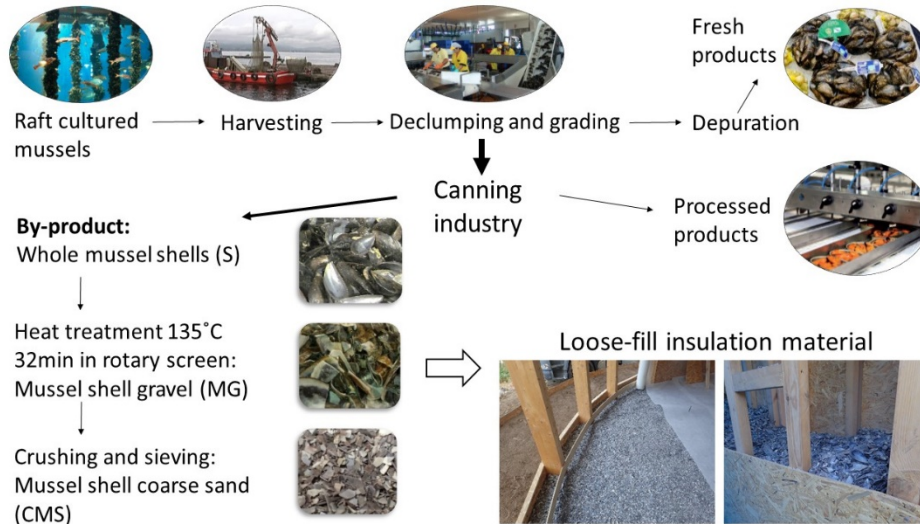 Fresh
products
Raft cultured
mussels
Harvesting
Declumping and grading
Depuration
Canning
industry
Processed
products
By-product:
Whole mussel shells (S)
Heat treatment 135˚C
32min in rotary screen:
Mussel shell gravel (MG)
Loose-fill insulation material
Crushing and sieving:
Mussel shell coarse sand
(CMS)